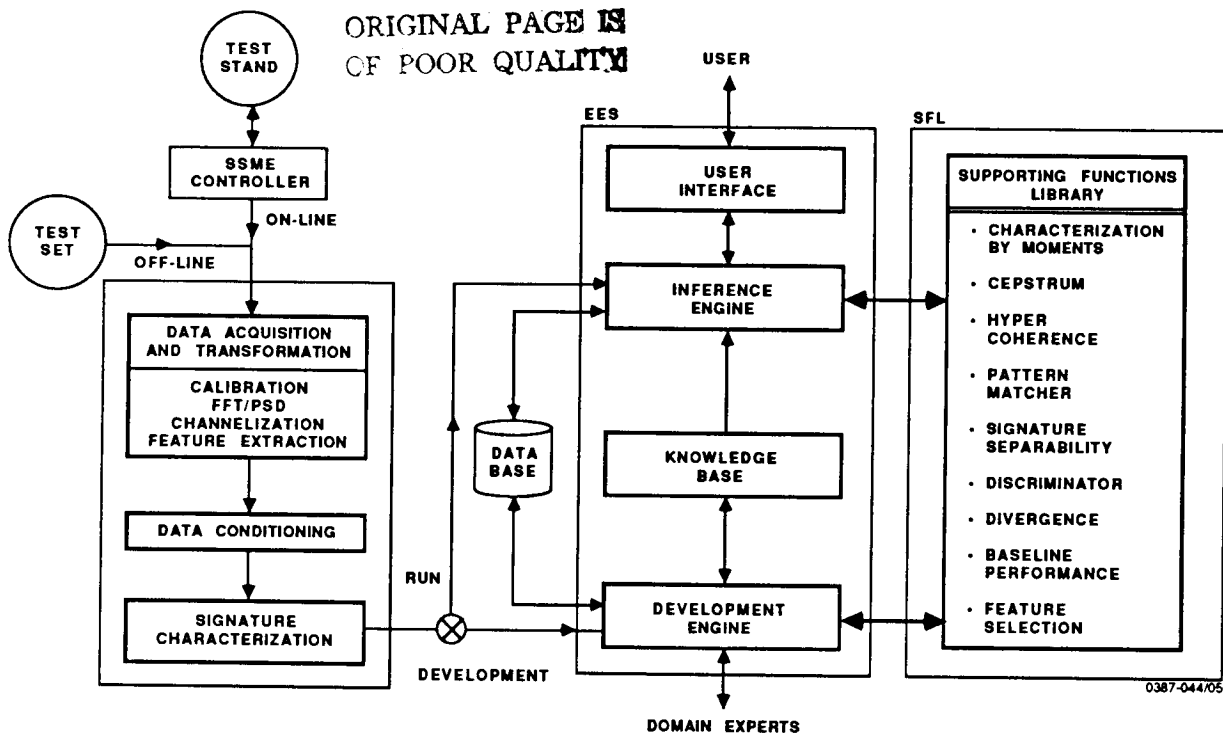 ORIGINAL PAGE IS
OF POOR QUALITY
TEST
STAND
SSME
CONTROLLER
ON-LINE
TEST
SET
OFF-LINE
DATA ACQUISITION
AND TRANSFORMATION
CALIBRATION
FFT/PSD
CHANNELIZATION
FEATURE EXTRACTION
DATA CONDITIONING
SIGNATURE
CHARACTERIZATION
RUN
DEVELOPMENT
DATA
BASE
USER
EES
USER
INTERFACE
INFERENCE
ENGINE
KNOWLEDGE
BASE
DEVELOPMENT
ENGINE
DOMAIN EXPERTS
SFL
SUPPORTING FUNCTIONS
LIBRARY
• CHARACTERIZATION
BY MOMENTS
• CEPSTRUM
• HYPER
COHERENCE
• PATTERN
MATCHER
• SIGNATURE
SEPARABILITY
• DISCRIMINATOR
• DIVERGENCE
• BASELINE
PERFORMANCE
• FEATURE
SELECTION
0387-044/05